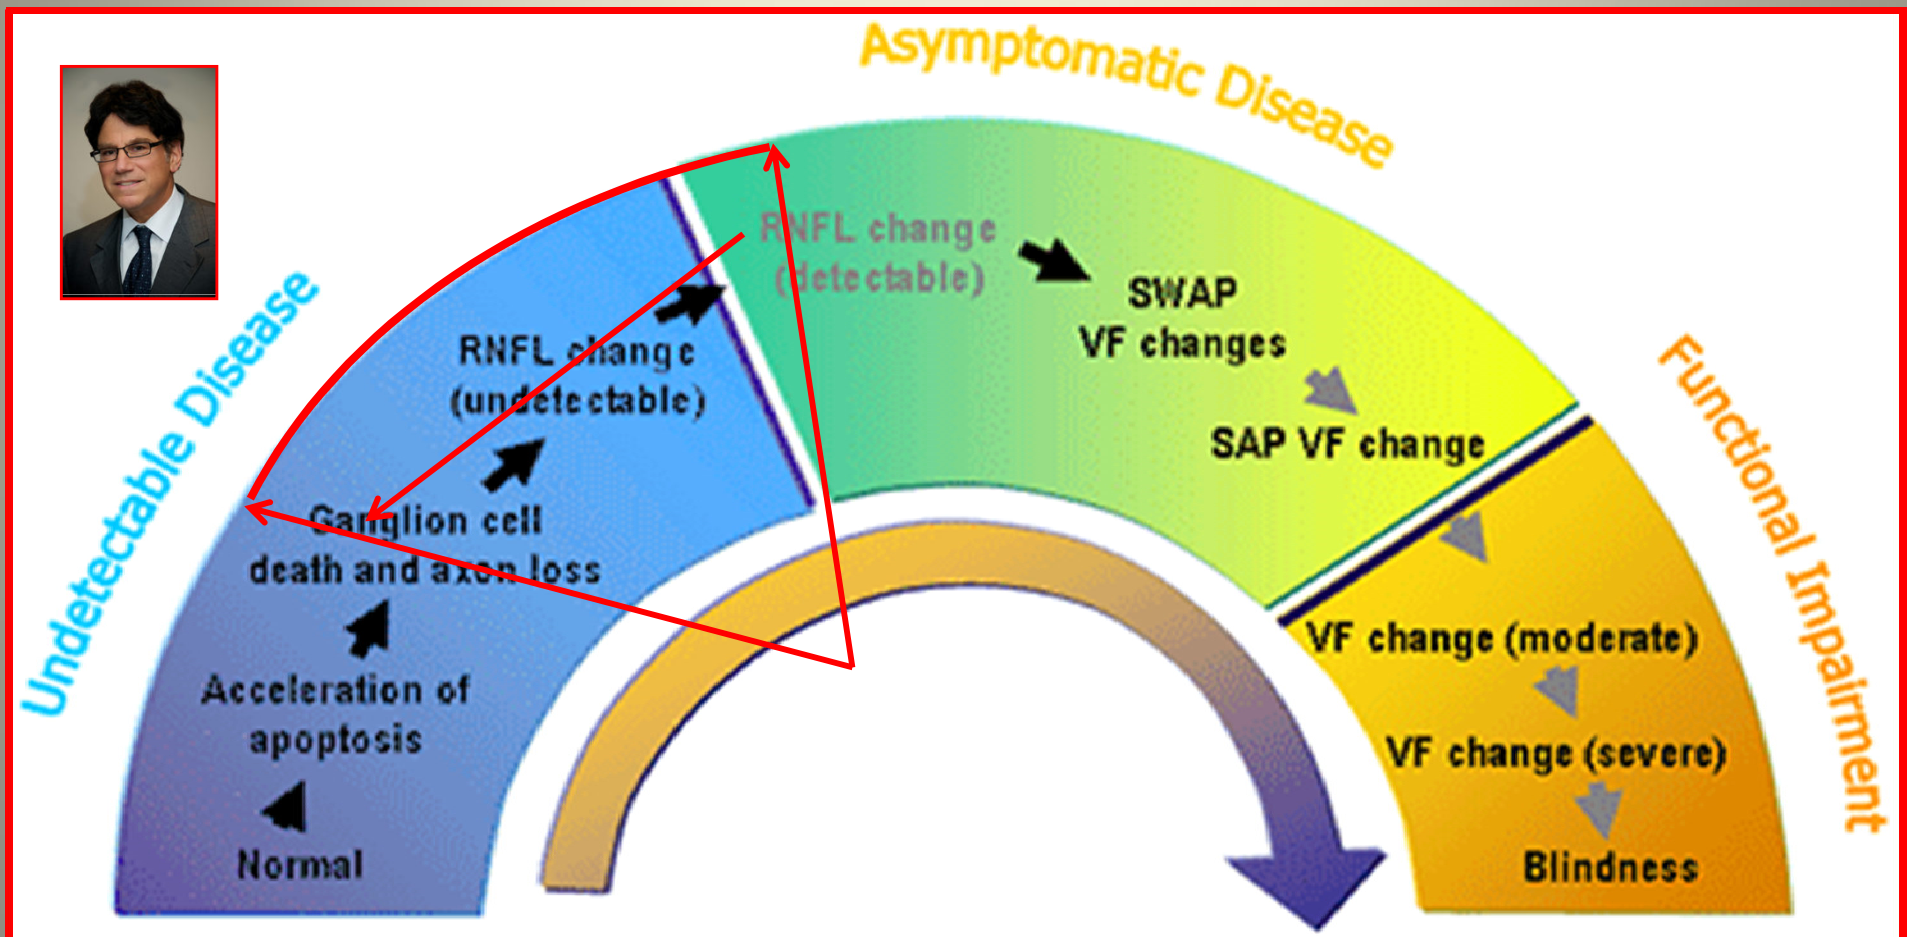 Asymptomatic Disease
Undetectable Disease
Functional Impairment
Normal
Acceleration of
apoptosis
Ganglion cell
death and axon loss
RNFL change
(undetectable)
RNFL change
(detectable)
SWAP
VF changes
SAP VF change
VF change (moderate)
VF change (severe)
Blindness